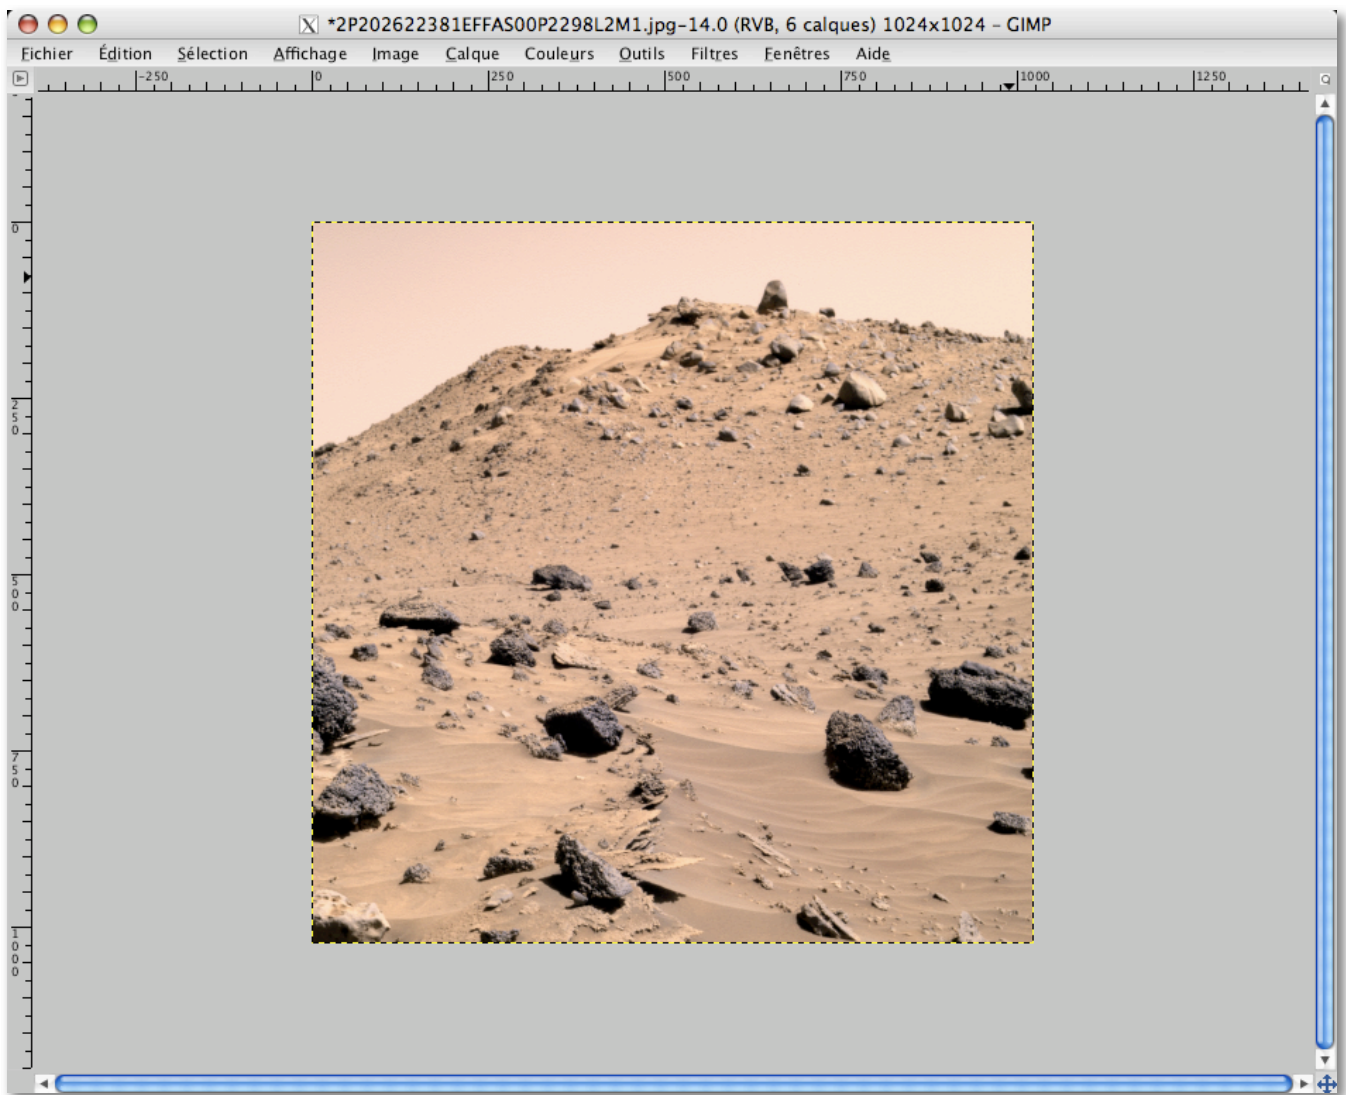 *2P202622381EFFAS00P2298L2M1.jpg-14.0 (RVB, 6 calques) 1024x1024 – GIMP
Fichier Édition Sélection Affichage Image Calque Couleurs Outils Filtres Fenêtres Aide
-250 0 250 500 750 1000 1250
0
250
500
750
1000